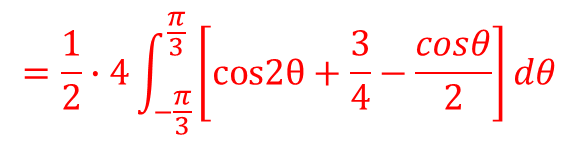 = 1/2 · 4 ∫_{-π/3}^{π/3} [cos2θ + 3/4 − cosθ/2] dθ